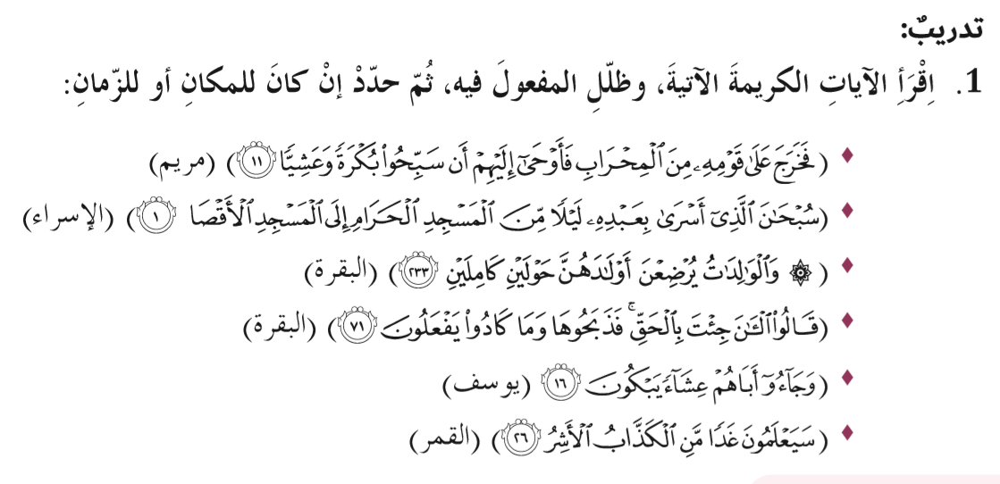 تدريبٌ:
1. اِقْرَأِ الآياتِ الكريمةَ الآتيةَ، وظلّلِ المفعولَ فيه، ثُمّ حدّدْ إنْ كانَ للمكانِ أو للزّمانِ:
♦ (فَخَرَجَ عَلَىٰ قَوْمِهِۦ مِنَ ٱلْمِحْرَابِ فَأَوْحَىٰٓ إِلَيْهِمْ أَن سَبِّحُوا۟ بُكْرَةً وَعَشِيًّا ١١) (مريم)
♦ (سُبْحَٰنَ ٱلَّذِىٓ أَسْرَىٰ بِعَبْدِهِۦ لَيْلًا مِّنَ ٱلْمَسْجِدِ ٱلْحَرَامِ إِلَى ٱلْمَسْجِدِ ٱلْأَقْصَا ١) (الإسراء)
♦ (۞ وَٱلْوَٰلِدَٰتُ يُرْضِعْنَ أَوْلَٰدَهُنَّ حَوْلَيْنِ كَامِلَيْنِ ٢٣٣) (البقرة)
♦ (قَالُوا۟ ٱلْـَٰٔنَ جِئْتَ بِٱلْحَقِّ ۚ فَذَبَحُوهَا وَمَا كَادُوا۟ يَفْعَلُونَ ٧١) (البقرة)
♦ (وَجَآءُوٓ أَبَاهُمْ عِشَآءً يَبْكُونَ ١٦) (يوسف)
♦ (سَيَعْلَمُونَ غَدًا مَّنِ ٱلْكَذَّابُ ٱلْأَشِرُ ٢٦) (القمر)